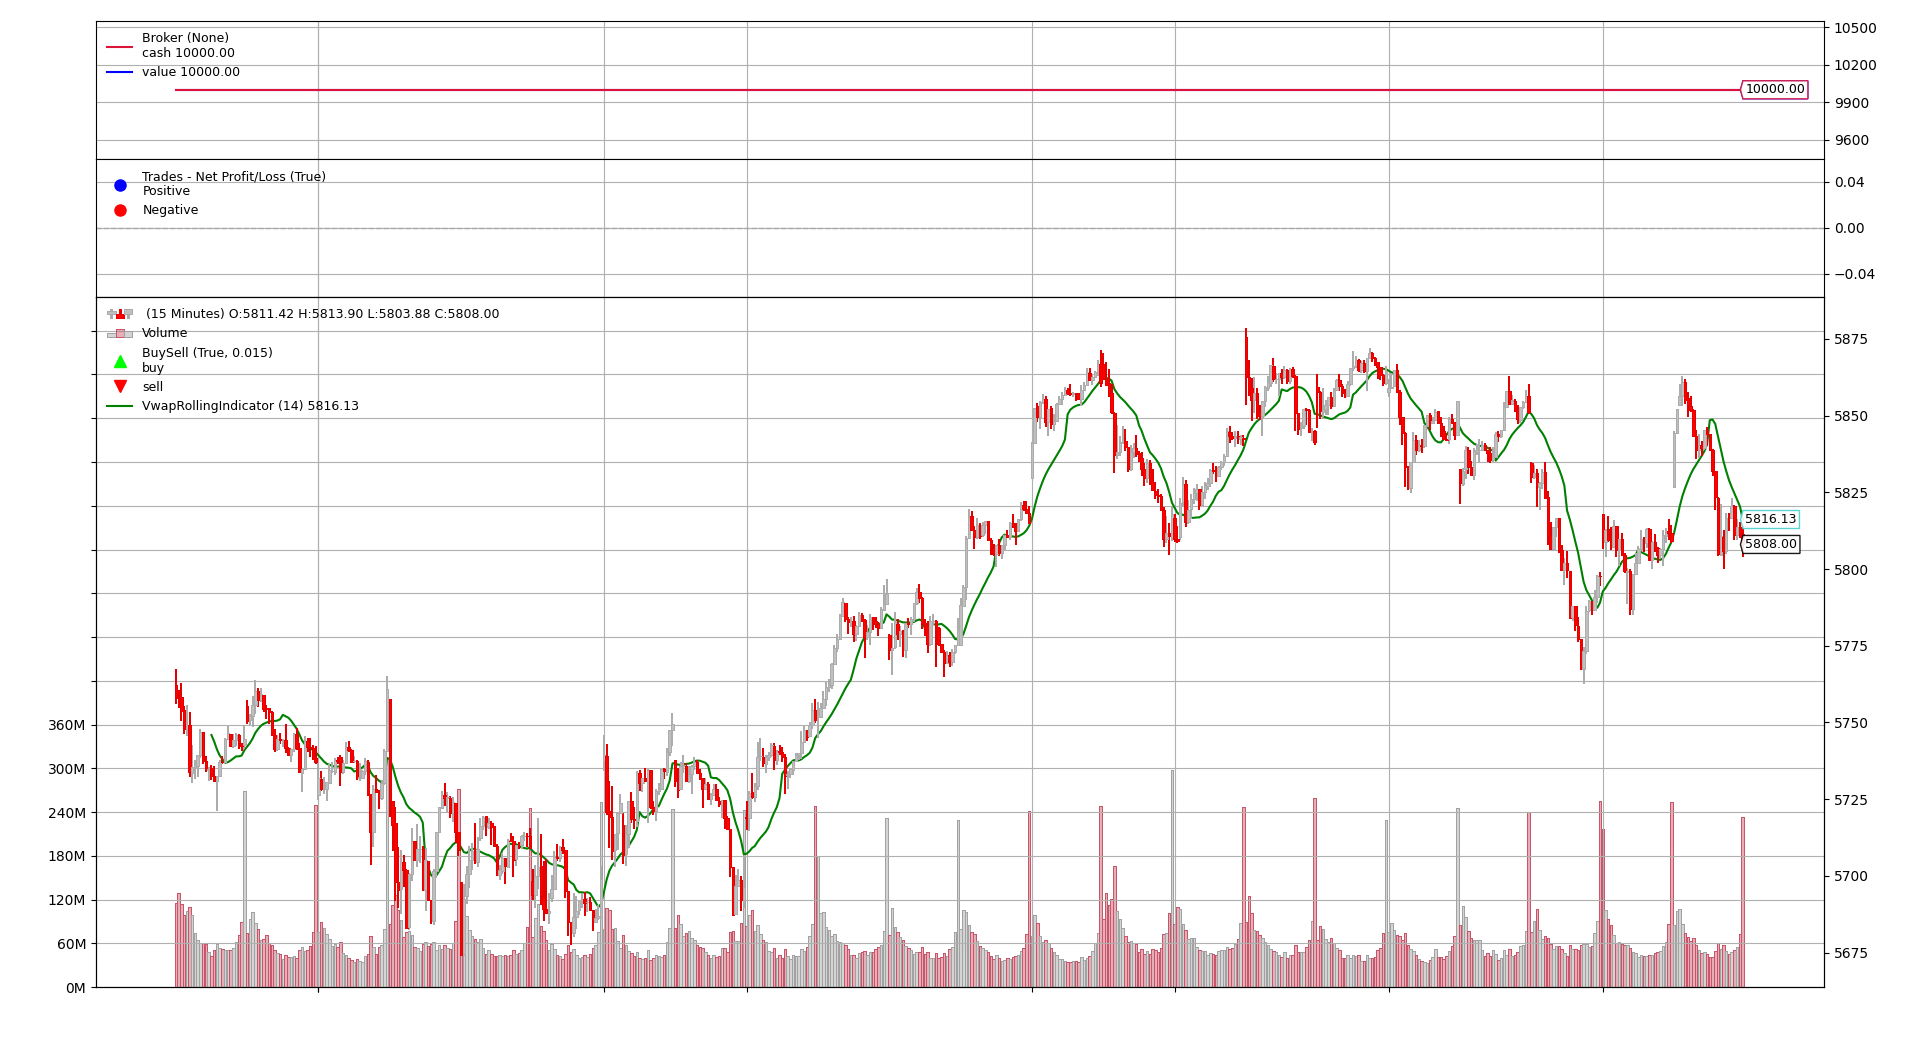 Broker (None)
cash 10000.00
value 10000.00
10000.00
10500
10200
9900
9600
Trades - Net Profit/Loss (True)
Positive
Negative
0.04
0.00
−0.04
(15 Minutes) O:5811.42 H:5813.90 L:5803.88 C:5808.00
Volume
BuySell (True, 0.015)
buy
sell
VwapRollingIndicator (14) 5816.13
5816.13
5808.00
5875
5850
5825
5800
5775
5750
5725
5700
5675
360M
300M
240M
180M
120M
60M
0M